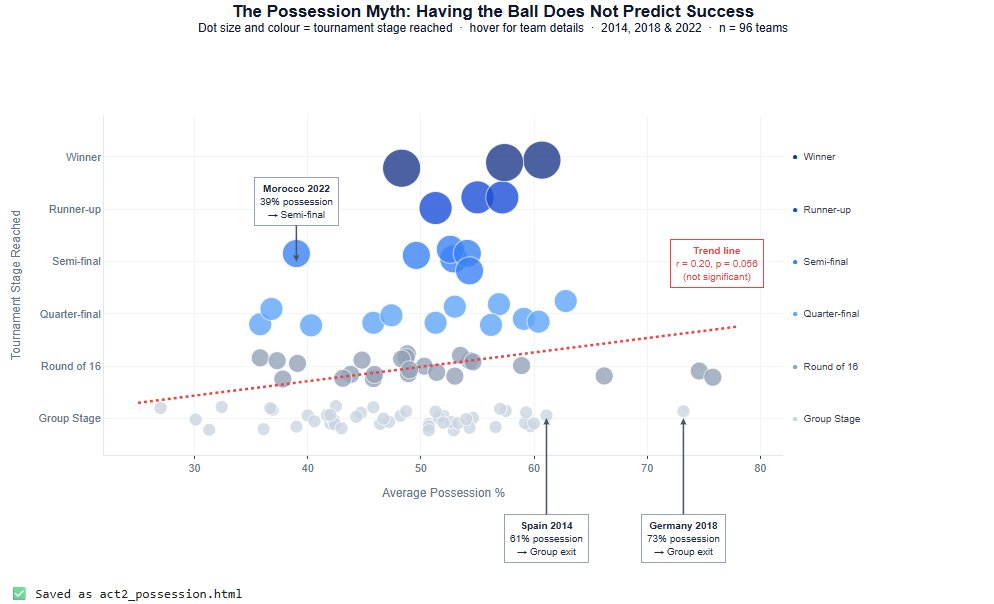 The Possession Myth: Having the Ball Does Not Predict Success
Dot size and colour = tournament stage reached · hover for team details · 2014, 2018 & 2022 · n = 96 teams
Tournament Stage Reached
Winner
Runner-up
Semi-final
Quarter-final
Round of 16
Group Stage
Morocco 2022
39% possession
→ Semi-final
Trend line
r = 0.20, p = 0.056
(not significant)
Winner
Runner-up
Semi-final
Quarter-final
Round of 16
Group Stage
30 40 50 60 70 80
Average Possession %
Spain 2014
61% possession
→ Group exit
Germany 2018
73% possession
→ Group exit
✅ Saved as act2_possession.html